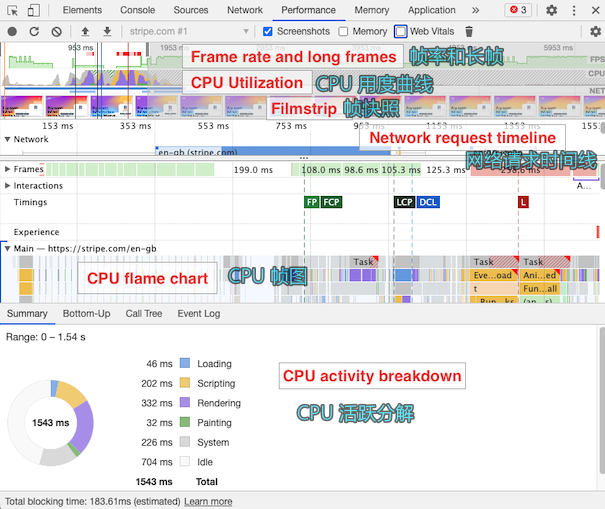 Elements Console Sources Network Performance Memory Security » 3
stripe.com #1 Screenshots Memory Web Vitals
953 ms 1953 ms 5953 ms
Frame rate and long frames 帧率和长帧 FPS
CPU Utilization CPU 用度曲线 CPU
NET
Filmstrip 帧快照
153 ms 353 ms 553 ms 753 ms 953 ms 1353 ms
Network request timeline
Network
en-gb (stripe.com)
网络请求时间线
Frames 199.0 ms 108.0 ms 98.6 ms 105.3 ms 125.3 ms 258.6 ms
Interactions A...
Timings FP FCP LCP DCL L
Experience
Main — https://stripe.com/en-gb
Task Task Task
CPU flame chart CPU 帧图
Eve...oad Ani...ed
t Fun...all
Run...ks (an...s)
Summary Bottom-Up Call Tree Event Log
Range: 0 – 1.54 s
46 ms Loading
202 ms Scripting
332 ms Rendering
32 ms Painting
226 ms System
704 ms Idle
1543 ms Total
1543 ms
CPU activity breakdown
CPU 活跃分解
Total blocking time: 183.61ms (estimated) Learn more